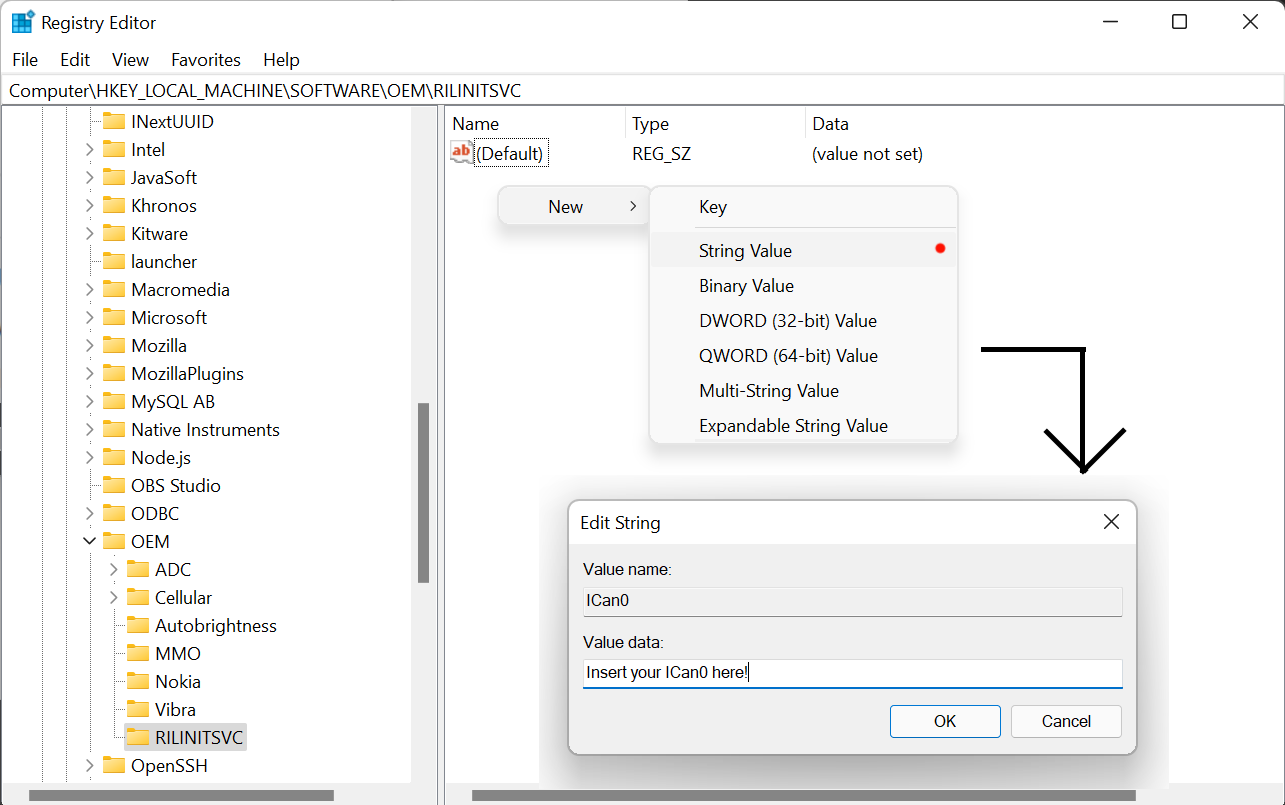 Registry Editor
File Edit View Favorites Help
Computer\HKEY_LOCAL_MACHINE\SOFTWARE\OEM\RILINITSVC
INextUUID
Intel
JavaSoft
Khronos
Kitware
launcher
Macromedia
Microsoft
Mozilla
MozillaPlugins
MySQL AB
Native Instruments
Node.js
OBS Studio
ODBC
OEM
ADC
Cellular
Autobrightness
MMO
Nokia
Vibra
RILINITSVC
OpenSSH
Name Type Data
ab (Default) REG_SZ (value not set)
New
Key
String Value
Binary Value
DWORD (32-bit) Value
QWORD (64-bit) Value
Multi-String Value
Expandable String Value
Edit String
Value name:
ICan0
Value data:
Insert your ICan0 here!
OK Cancel